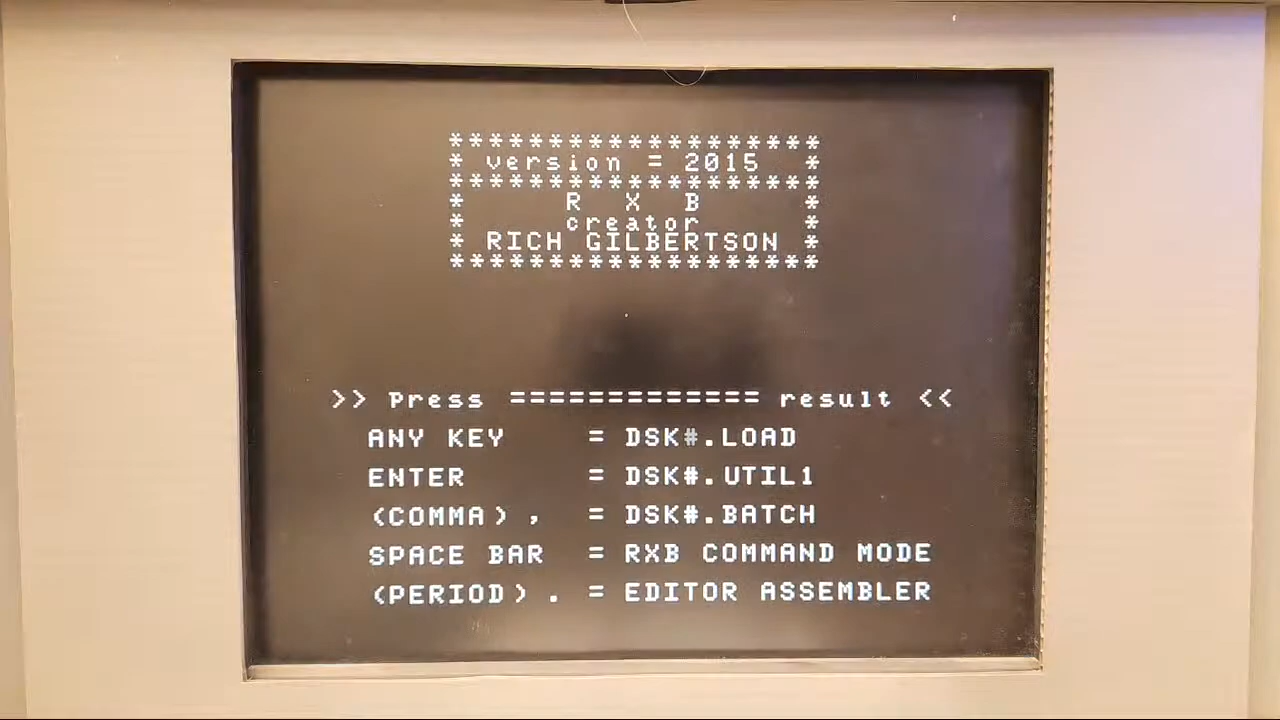 *******************
* version = 2015 *
*******************
* R X B *
* creator *
* RICH GILBERTSON *
*******************
>> Press ============= result <<
ANY KEY = DSK#.LOAD
ENTER = DSK#.UTIL1
(COMMA) , = DSK#.BATCH
SPACE BAR = RXB COMMAND MODE
(PERIOD) . = EDITOR ASSEMBLER